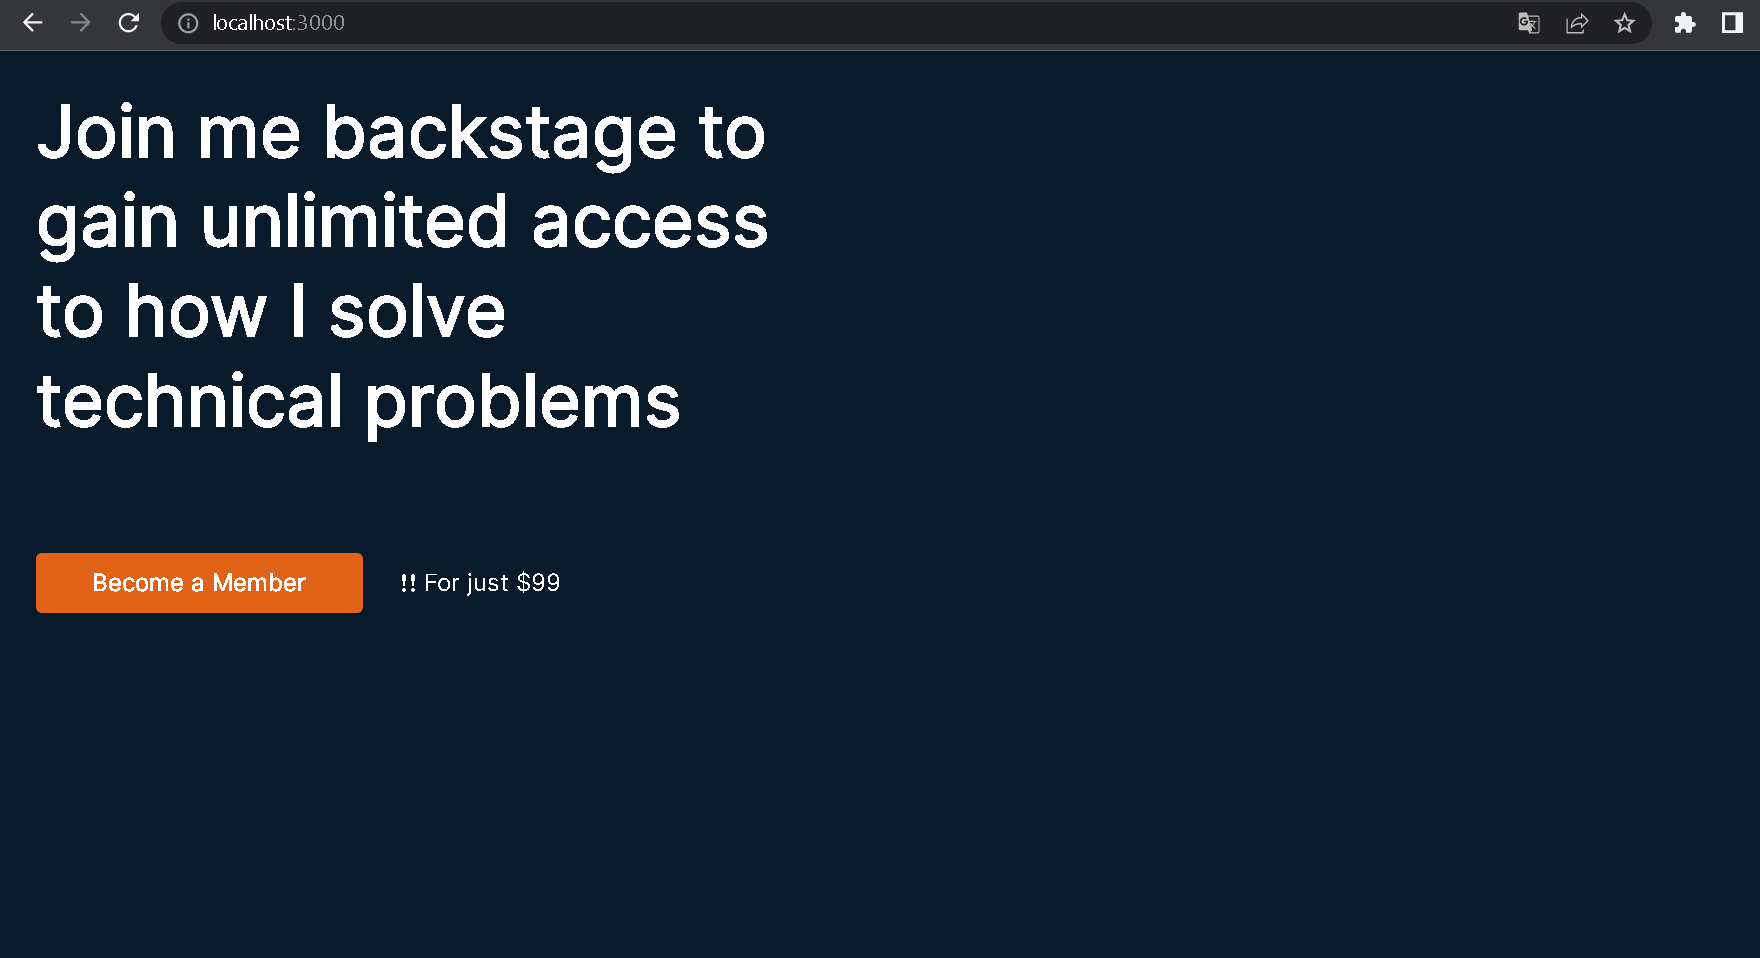 localhost:3000
Join me backstage to
gain unlimited access
to how I solve
technical problems
Become a Member
!! For just $99